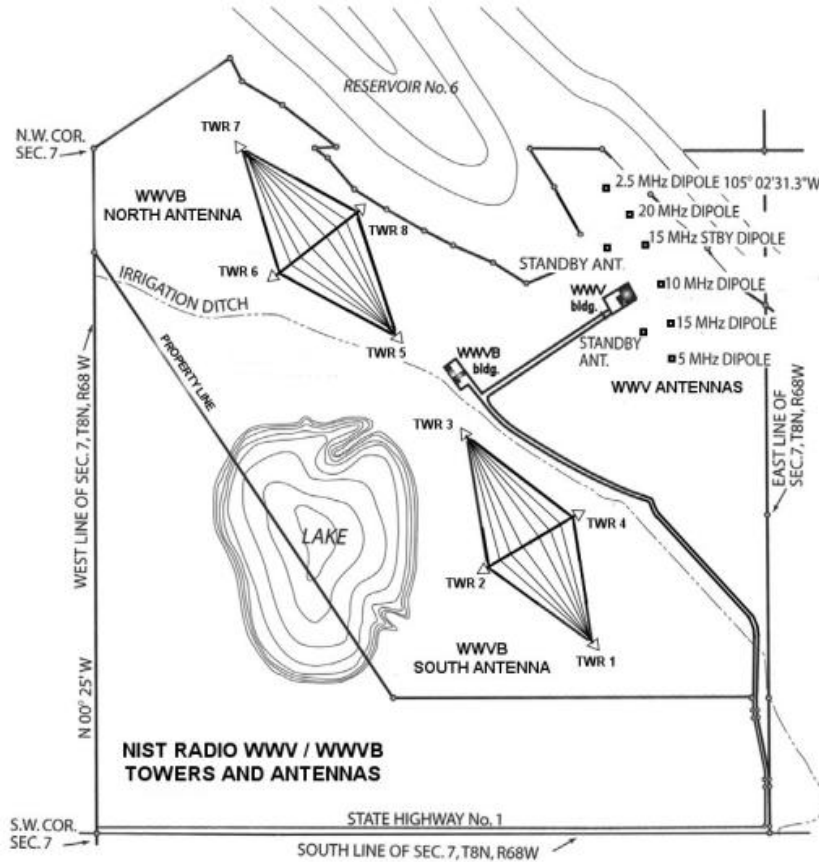 RESERVOIR No. 6
N.W. COR.
SEC. 7
TWR 7
WWVB
NORTH ANTENNA
TWR 8
TWR 6
IRRIGATION DITCH
TWR 5
PROPERTY LINE
2.5 MHz DIPOLE 105° 02'31.3"W
20 MHz DIPOLE
15 MHz STBY DIPOLE
STANDBY ANT.
10 MHz DIPOLE
WWV
bldg.
15 MHz DIPOLE
STANDBY
ANT.
5 MHz DIPOLE
WWV ANTENNAS
WWVB
bldg.
WEST LINE OF SEC. 7, T8N, R68 W
N 00° 25' W
EAST LINE OF
SEC.7, T8N, R68W
TWR 3
TWR 4
TWR 2
TWR 1
LAKE
WWVB
SOUTH ANTENNA
NIST RADIO WWV / WWVB
TOWERS AND ANTENNAS
STATE HIGHWAY No. 1
S.W. COR.
SEC. 7
SOUTH LINE OF SEC. 7, T8N, R68W